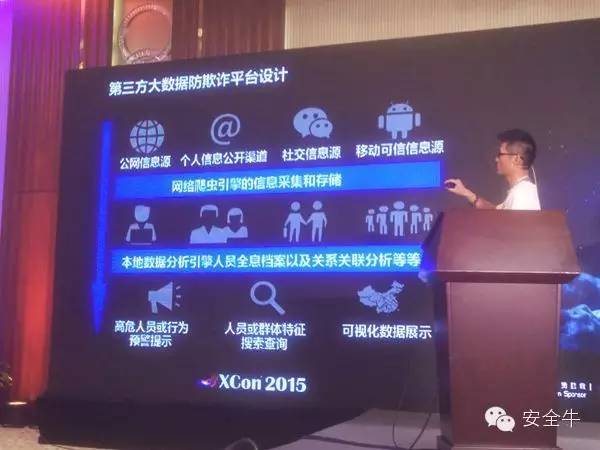 第三方大数据防欺诈平台设计
@
公网信息源 个人信息公开渠道 社交信息源 移动可信信息源
网络爬虫引擎的信息采集和存储
本地数据分析引擎人员全息档案以及关系关联分析等等
高危人员或行为 人员或群体特征 可视化数据展示
预警提示 搜索查询
XCon 2015
n Sponsor
安全牛